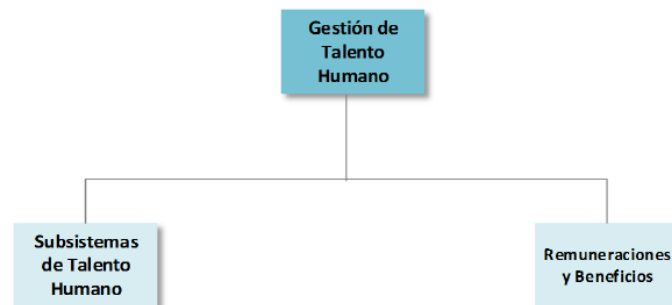 Gestión de
Talento
Humano
Subsistemas
de Talento
Humano
Remuneraciones
y Beneficios